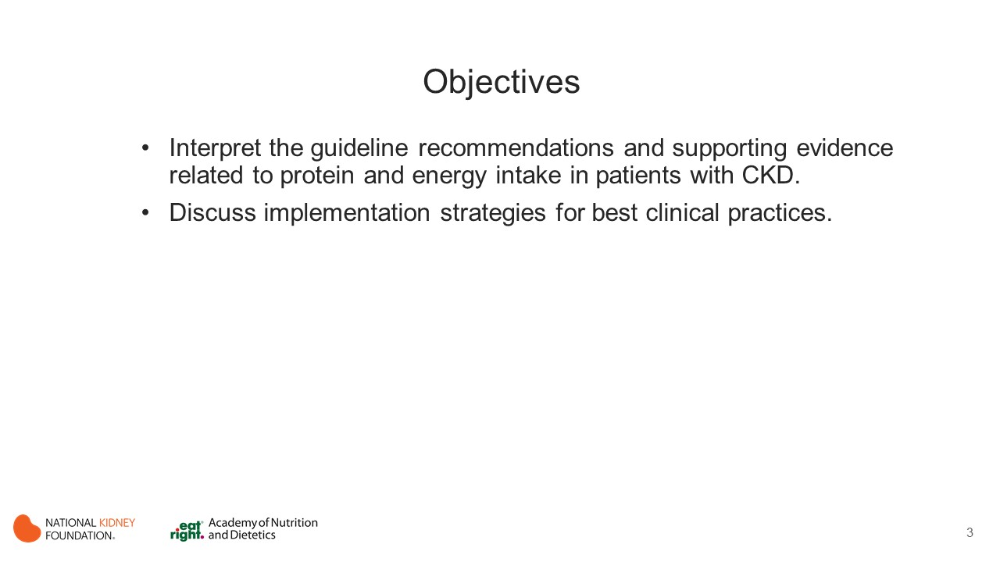 Objectives
• Interpret the guideline recommendations and supporting evidence
related to protein and energy intake in patients with CKD.
• Discuss implementation strategies for best clinical practices.
NATIONAL KIDNEY
FOUNDATION®
eat
right.
Academy of Nutrition
and Dietetics
3